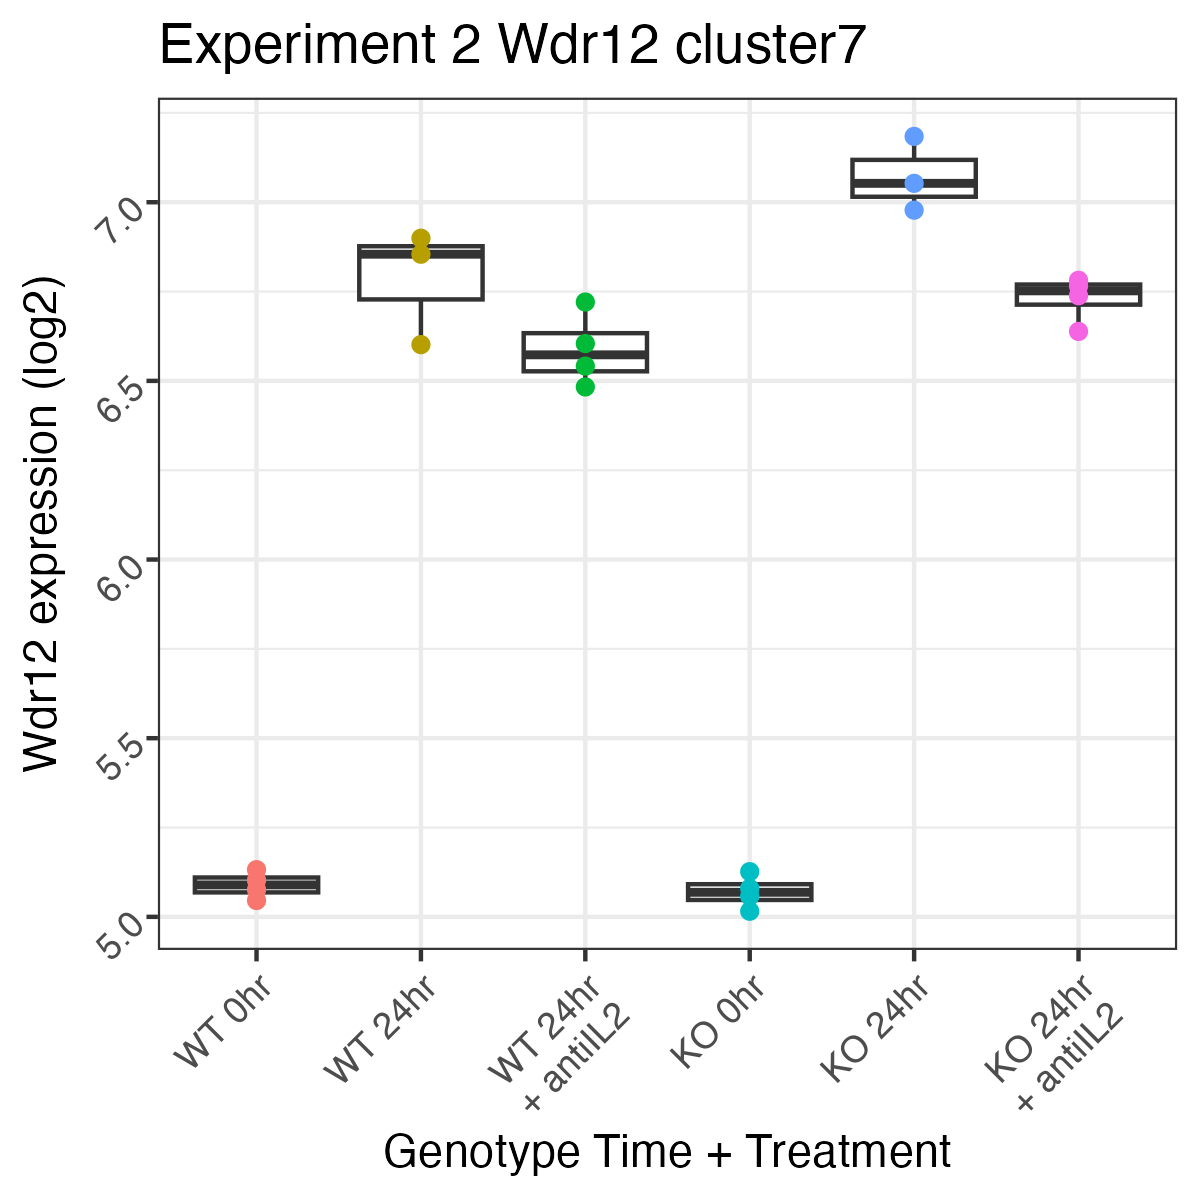 Experiment 2 Wdr12 cluster7
Wdr12 expression (log2)
7.0
6.5
6.0
5.5
5.0
WT 0hr
WT 24hr
WT 24hr
+ antiIL2
KO 0hr
KO 24hr
KO 24hr
+ antiIL2
Genotype Time + Treatment